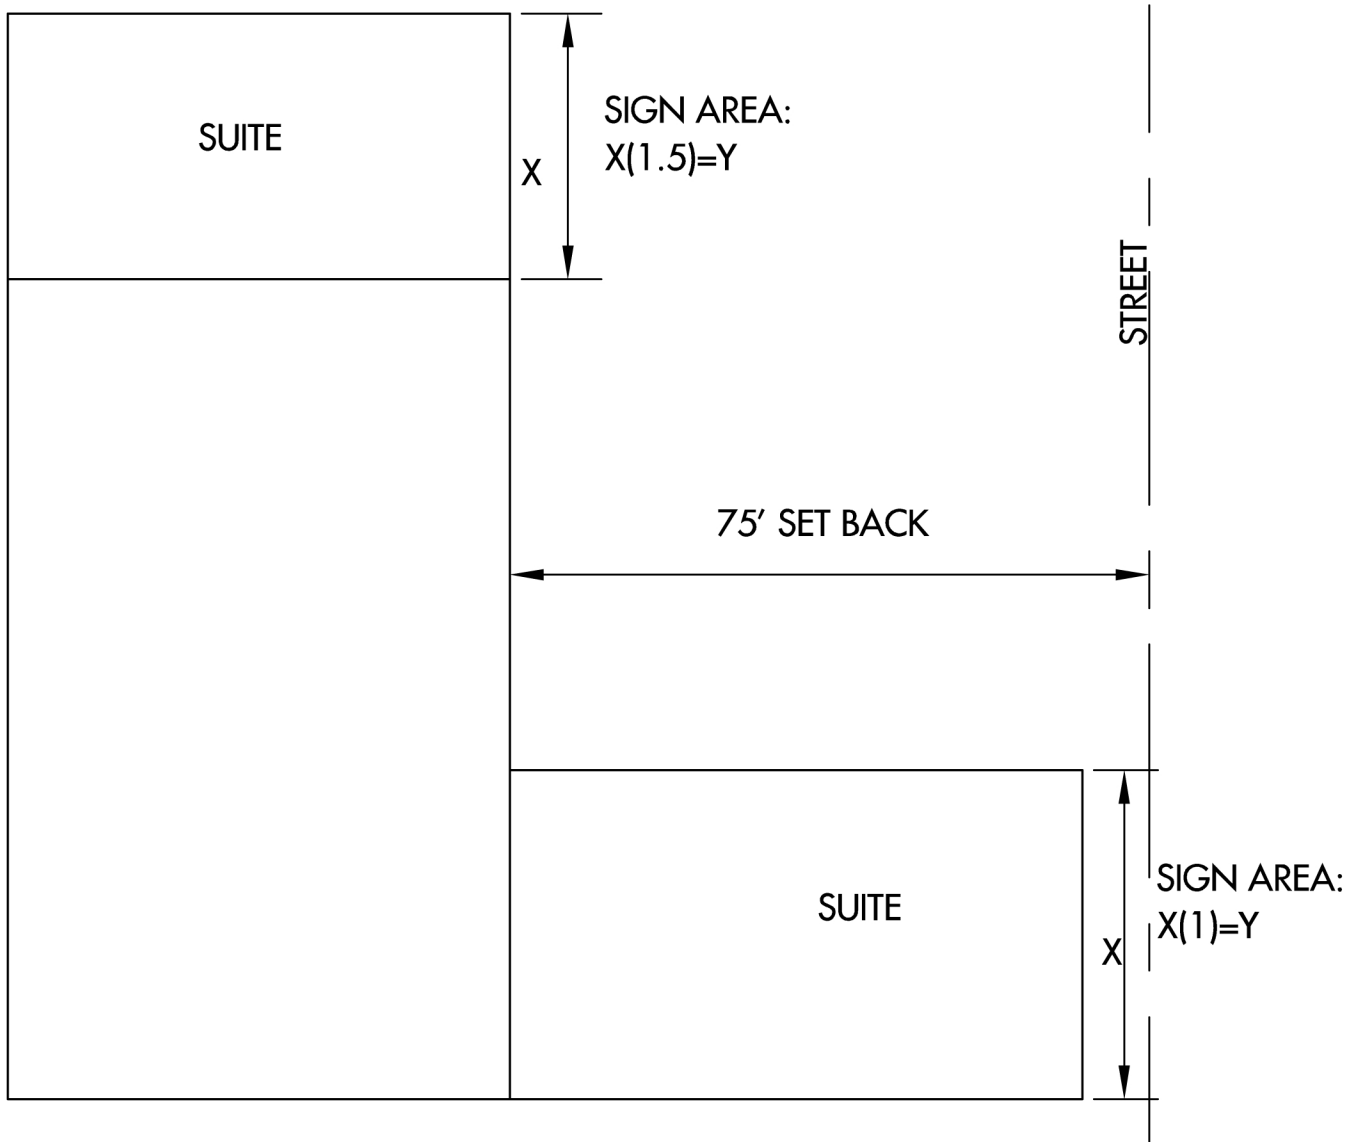 SUITE
X
SIGN AREA:
X(1.5)=Y
STREET
75' SET BACK
SUITE
X
SIGN AREA:
X(1)=Y